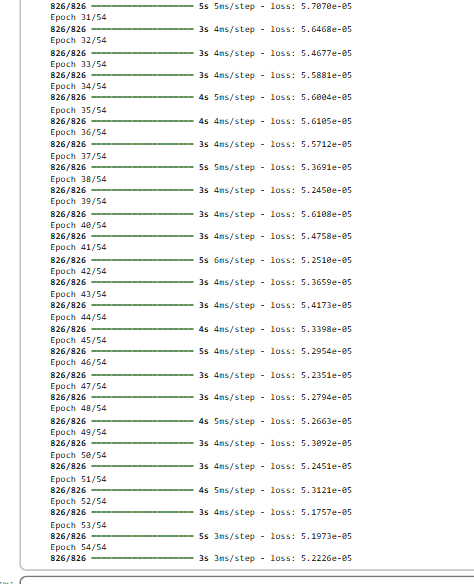 826/826 ━━━━━━━━━━━━━━━━━━━━ 5s 5ms/step - loss: 5.7070e-05
Epoch 31/54
826/826 ━━━━━━━━━━━━━━━━━━━━ 3s 4ms/step - loss: 5.6468e-05
Epoch 32/54
826/826 ━━━━━━━━━━━━━━━━━━━━ 3s 4ms/step - loss: 5.4677e-05
Epoch 33/54
826/826 ━━━━━━━━━━━━━━━━━━━━ 3s 4ms/step - loss: 5.5881e-05
Epoch 34/54
826/826 ━━━━━━━━━━━━━━━━━━━━ 4s 5ms/step - loss: 5.6004e-05
Epoch 35/54
826/826 ━━━━━━━━━━━━━━━━━━━━ 4s 4ms/step - loss: 5.6105e-05
Epoch 36/54
826/826 ━━━━━━━━━━━━━━━━━━━━ 3s 4ms/step - loss: 5.5712e-05
Epoch 37/54
826/826 ━━━━━━━━━━━━━━━━━━━━ 5s 5ms/step - loss: 5.3691e-05
Epoch 38/54
826/826 ━━━━━━━━━━━━━━━━━━━━ 3s 4ms/step - loss: 5.2450e-05
Epoch 39/54
826/826 ━━━━━━━━━━━━━━━━━━━━ 3s 4ms/step - loss: 5.6108e-05
Epoch 40/54
826/826 ━━━━━━━━━━━━━━━━━━━━ 3s 4ms/step - loss: 5.4758e-05
Epoch 41/54
826/826 ━━━━━━━━━━━━━━━━━━━━ 5s 6ms/step - loss: 5.2510e-05
Epoch 42/54
826/826 ━━━━━━━━━━━━━━━━━━━━ 3s 4ms/step - loss: 5.3659e-05
Epoch 43/54
826/826 ━━━━━━━━━━━━━━━━━━━━ 3s 4ms/step - loss: 5.4173e-05
Epoch 44/54
826/826 ━━━━━━━━━━━━━━━━━━━━ 4s 4ms/step - loss: 5.3398e-05
Epoch 45/54
826/826 ━━━━━━━━━━━━━━━━━━━━ 5s 4ms/step - loss: 5.2954e-05
Epoch 46/54
826/826 ━━━━━━━━━━━━━━━━━━━━ 3s 4ms/step - loss: 5.2351e-05
Epoch 47/54
826/826 ━━━━━━━━━━━━━━━━━━━━ 3s 4ms/step - loss: 5.2794e-05
Epoch 48/54
826/826 ━━━━━━━━━━━━━━━━━━━━ 4s 5ms/step - loss: 5.2663e-05
Epoch 49/54
826/826 ━━━━━━━━━━━━━━━━━━━━ 3s 4ms/step - loss: 5.3092e-05
Epoch 50/54
826/826 ━━━━━━━━━━━━━━━━━━━━ 3s 4ms/step - loss: 5.2451e-05
Epoch 51/54
826/826 ━━━━━━━━━━━━━━━━━━━━ 4s 5ms/step - loss: 5.3121e-05
Epoch 52/54
826/826 ━━━━━━━━━━━━━━━━━━━━ 3s 4ms/step - loss: 5.1757e-05
Epoch 53/54
826/826 ━━━━━━━━━━━━━━━━━━━━ 5s 3ms/step - loss: 5.1973e-05
Epoch 54/54
826/826 ━━━━━━━━━━━━━━━━━━━━ 3s 3ms/step - loss: 5.2226e-05